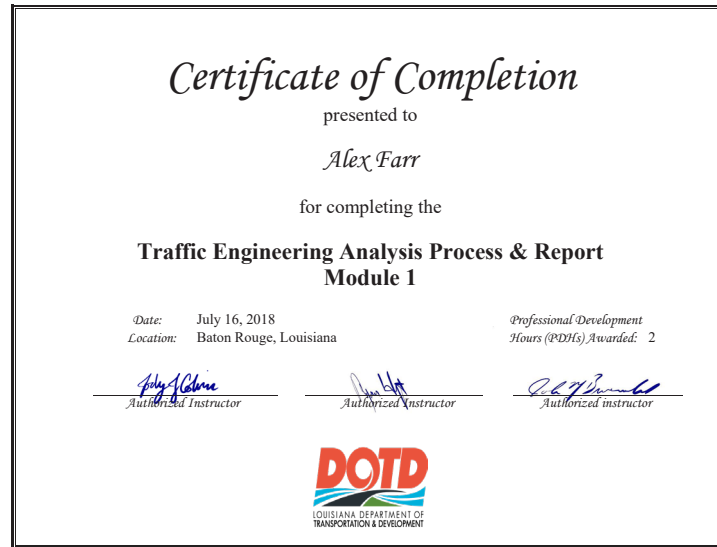 Certificate of Completion
presented to
Alex Farr
for completing the
Traffic Engineering Analysis Process & Report
Module 1
Date: July 16, 2018
Location: Baton Rouge, Louisiana
Professional Development
Hours (PDHs) Awarded: 2
Authorized Instructor
Authorized Instructor
Authorized instructor
DOTD
LOUISIANA DEPARTMENT OF
TRANSPORTATION & DEVELOPMENT